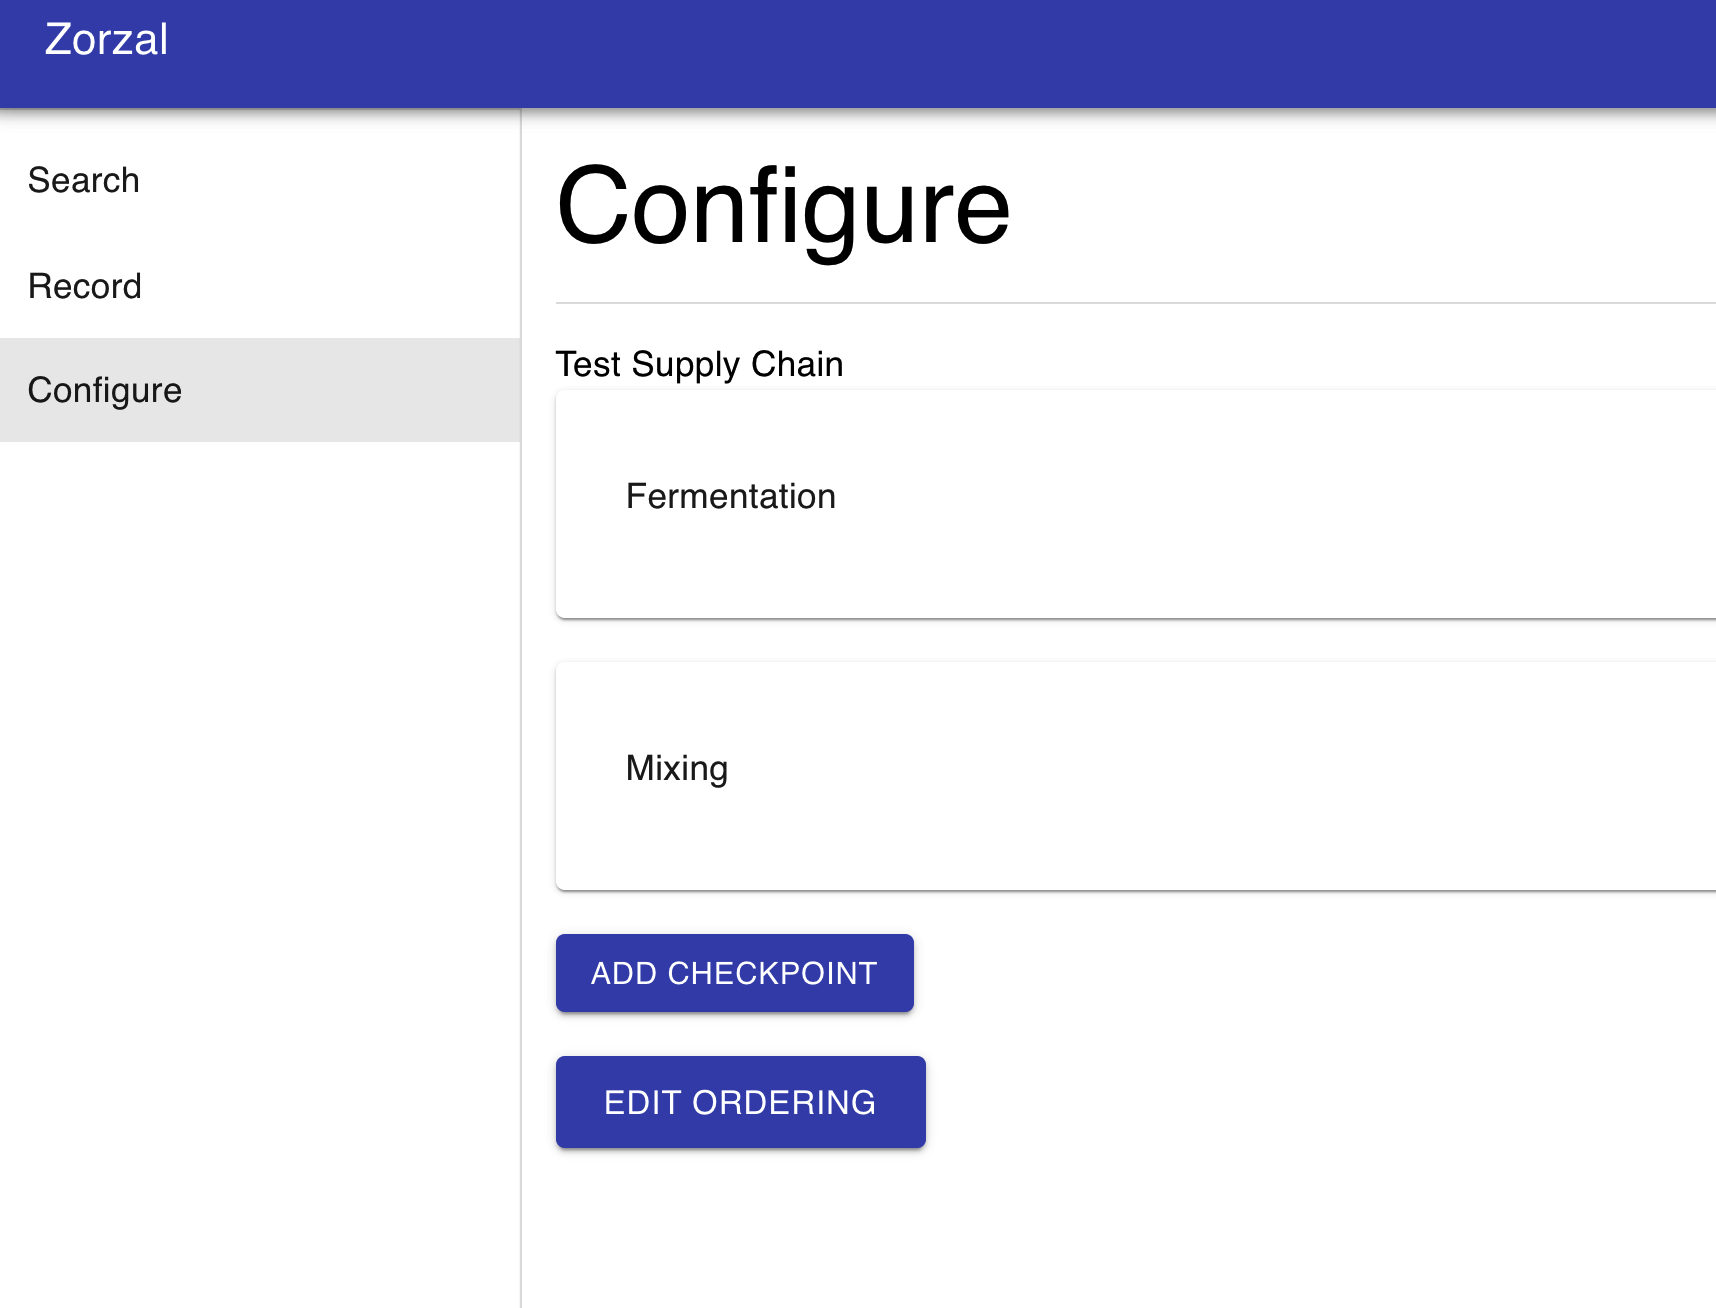 Zorzal
Search
Record
Configure
Configure
Test Supply Chain
Fermentation
Mixing
ADD CHECKPOINT
EDIT ORDERING